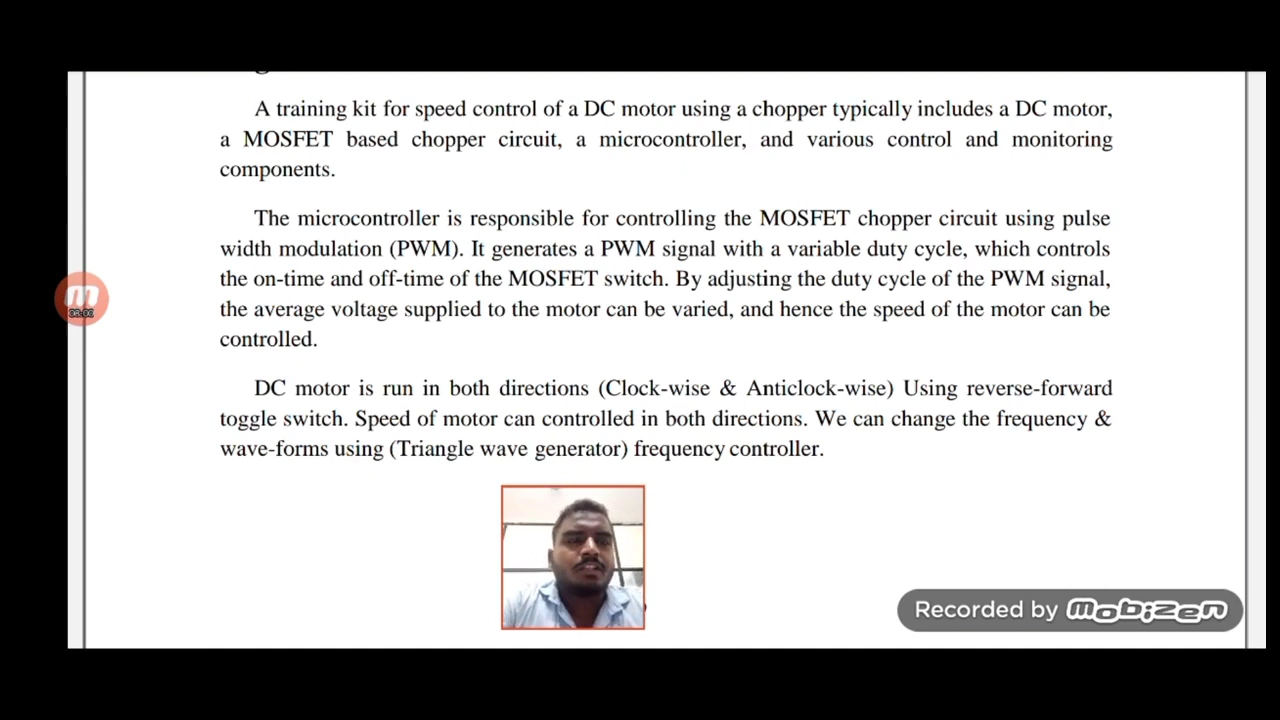 A training kit for speed control of a DC motor using a chopper typically includes a DC motor,
a MOSFET based chopper circuit, a microcontroller, and various control and monitoring
components.
The microcontroller is responsible for controlling the MOSFET chopper circuit using pulse
width modulation (PWM). It generates a PWM signal with a variable duty cycle, which controls
the on-time and off-time of the MOSFET switch. By adjusting the duty cycle of the PWM signal,
the average voltage supplied to the motor can be varied, and hence the speed of the motor can be
controlled.
DC motor is run in both directions (Clock-wise & Anticlock-wise) Using reverse-forward
toggle switch. Speed of motor can controlled in both directions. We can change the frequency &
wave-forms using (Triangle wave generator) frequency controller.
08:00
Recorded by Mobizen